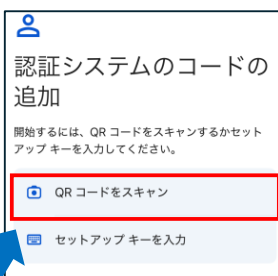 認証システムのコードの
追加
開始するには、QR コードをスキャンするかセット
アップ キーを入力してください。
QR コードをスキャン
セットアップ キーを入力